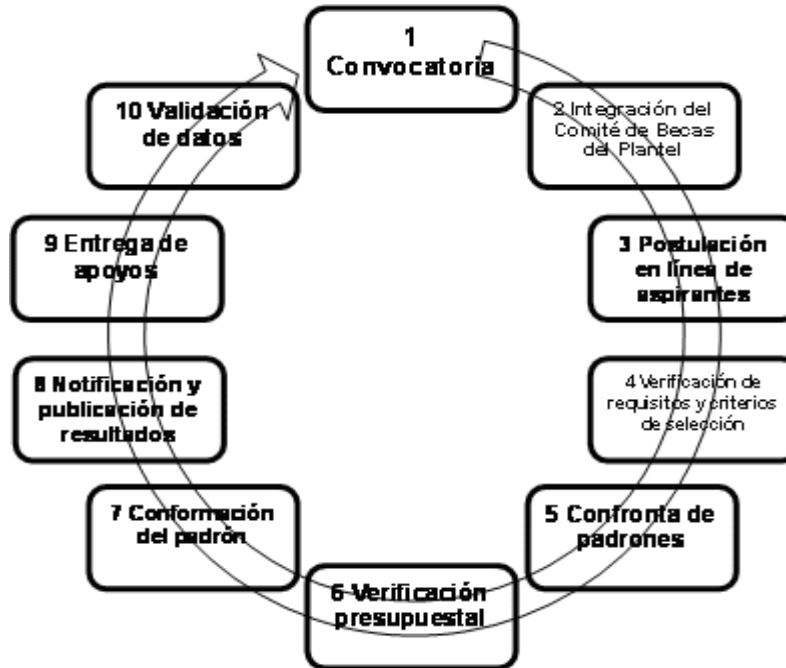 1
Convocatoria
2 Integración del
Comité de Becas
del Plantel
3 Postulación
en línea de
aspirantes
4 Verificación de
requisitos y criterios
de selección
5 Confronta de
padrones
6 Verificación
presupuestal
7 Conformación
del padrón
8 Notificación y
publicación de
resultados
9 Entrega de
apoyos
10 Validación
de datos